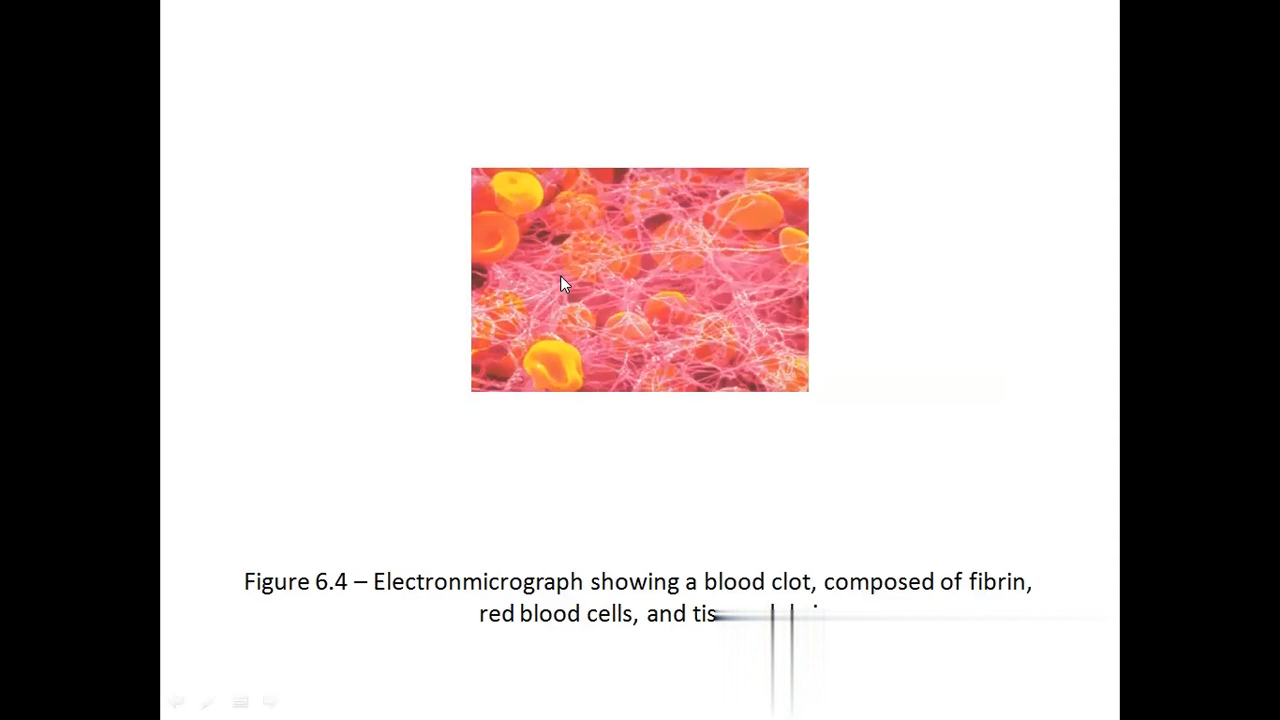 Figure 6.4 – Electronmicrograph showing a blood clot, composed of fibrin,
red blood cells, and